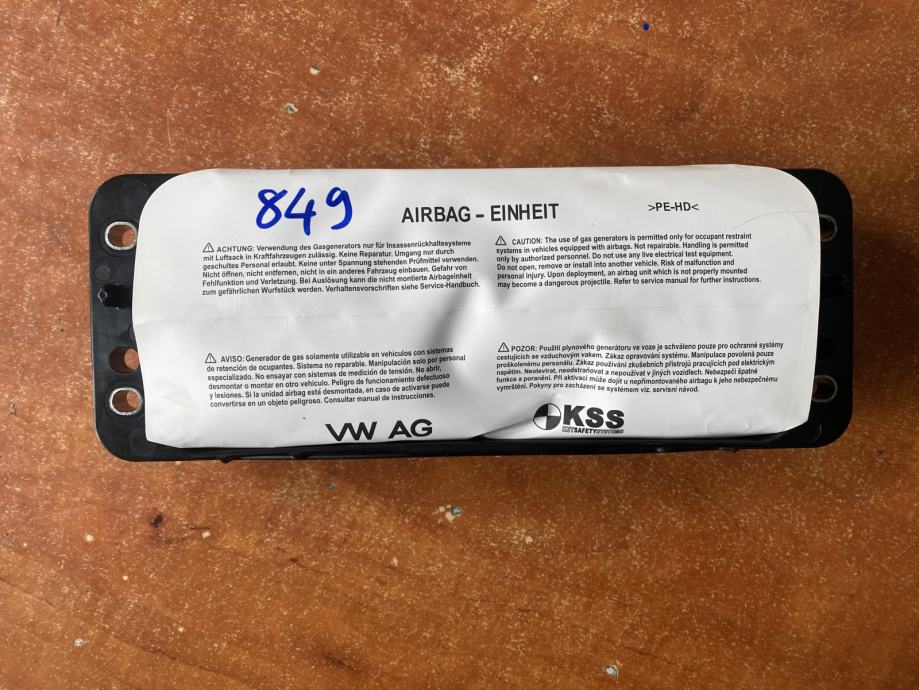 849
AIRBAG - EINHEIT
>PE-HD<
⚠ ACHTUNG: Verwendung des Gasgenerators nur für Insassenrückhaltesysteme
mit Luftsack in Kraftfahrzeugen zulässig. Keine Reparatur. Umgang nur durch
geschultes Personal erlaubt. Keine unter Spannung stehenden Prüfmittel verwenden.
Nicht öffnen, nicht entfernen, nicht in ein anderes Fahrzeug einbauen. Gefahr von
Fehlfunktion und Verletzung. Bei Auslösung kann die nicht montierte Airbageinheit
zum gefährlichen Wurfstück werden. Verhaltensvorschriften siehe Service-Handbuch.
⚠ CAUTION: The use of gas generators is permitted only for occupant restraint
systems in vehicles equipped with airbags. Not repairable. Handling is permitted
only by authorized personnel. Do not use any live electrical test equipment.
Do not open, remove or install into another vehicle. Risk of malfunction and
personal injury. Upon deployment, an airbag unit which is not properly mounted
may become a dangerous projectile. Refer to service manual for further instructions.
⚠ AVISO: Generador de gas solamente utilizable en vehículos con sistemas
de retención de ocupantes. Sistema no reparable. Manipulación solo por personal
especializado. No ensayar con sistemas de medición de tensión. No abrir,
desmontar o montar en otro vehículo. Peligro de funcionamiento defectuoso
y lesiones. Si la unidad airbag está desmontada, en caso de activarse puede
convertirse en un objeto peligroso. Consultar manual de instrucciones.
⚠ POZOR: Použití plynového generátoru ve voze je schváleno pouze pro ochranné systémy
cestujících se vzduchovým vakem. Zákaz opravování systému. Manipulace povolená pouze
proškolenému personálu. Zákaz používání zkušebních přístrojů pracujících pod elektrickým
napětím. Neotevírat, neodstraňovat a nepoužívat v jiných vozidlech. Nebezpečí špatné
funkce a poranění. Při aktivaci může dojít u nepřimontovaného airbagu k jeho nebezpečnému
vymrštění. Pokyny pro zacházení se systémem viz. servisní návod.
VW AG
KSS
KEY SAFETY SYSTEMS